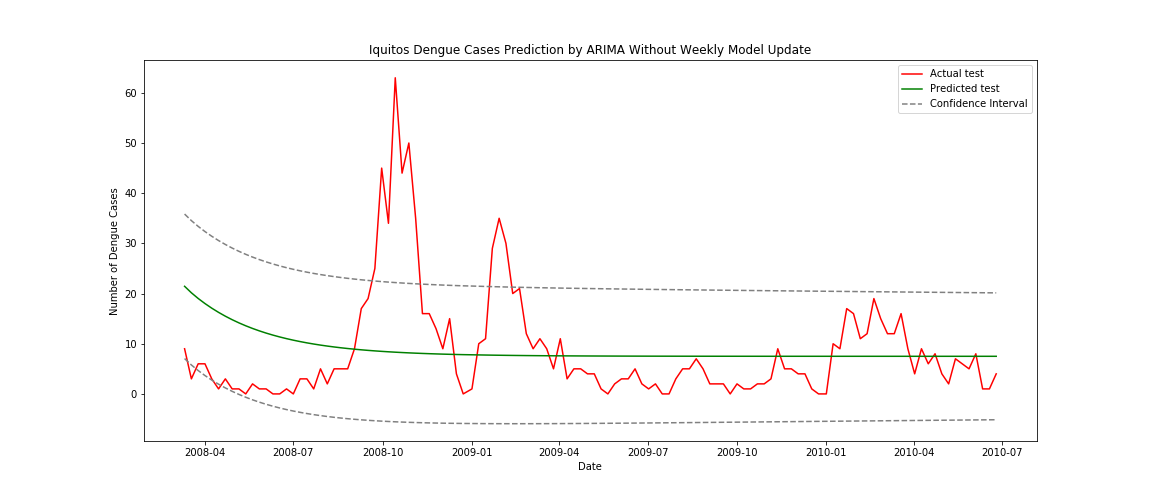 Iquitos Dengue Cases Prediction by ARIMA Without Weekly Model Update
Actual test
Predicted test
Confidence Interval
Number of Dengue Cases
60
50
40
30
20
10
0
2008-04 2008-07 2008-10 2009-01 2009-04 2009-07 2009-10 2010-01 2010-04 2010-07
Date